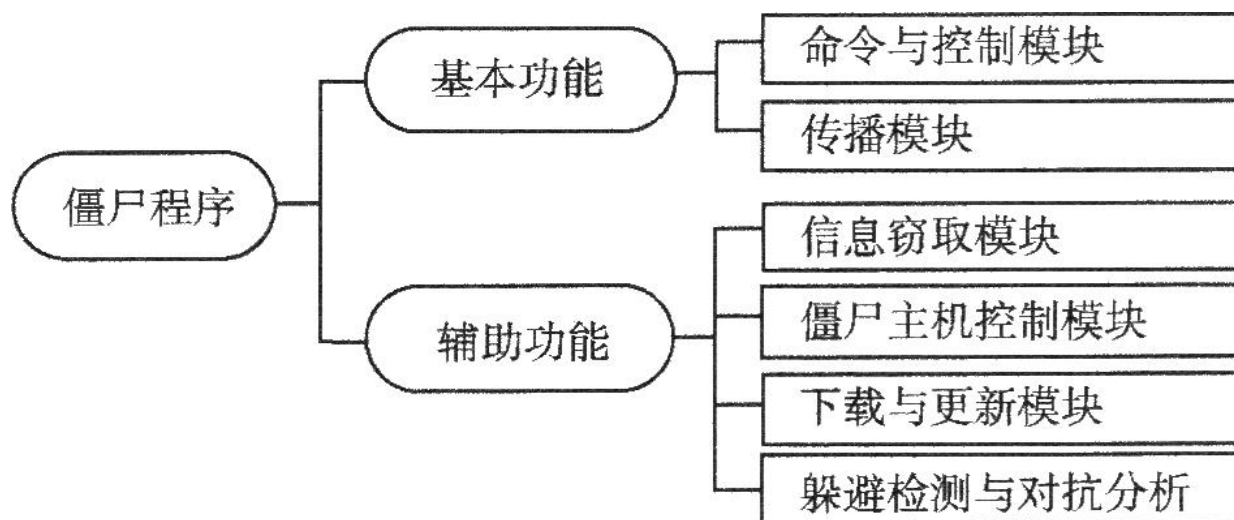 僵尸程序
基本功能
命令与控制模块
传播模块
辅助功能
信息窃取模块
僵尸主机控制模块
下载与更新模块
躲避检测与对抗分析